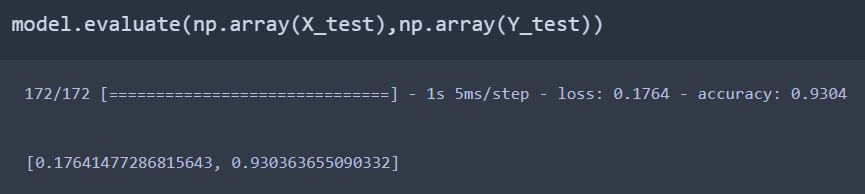 model.evaluate(np.array(X_test),np.array(Y_test))
172/172 [==============================] - 1s 5ms/step - loss: 0.1764 - accuracy: 0.9304
[0.17641477286815643, 0.930363655090332]